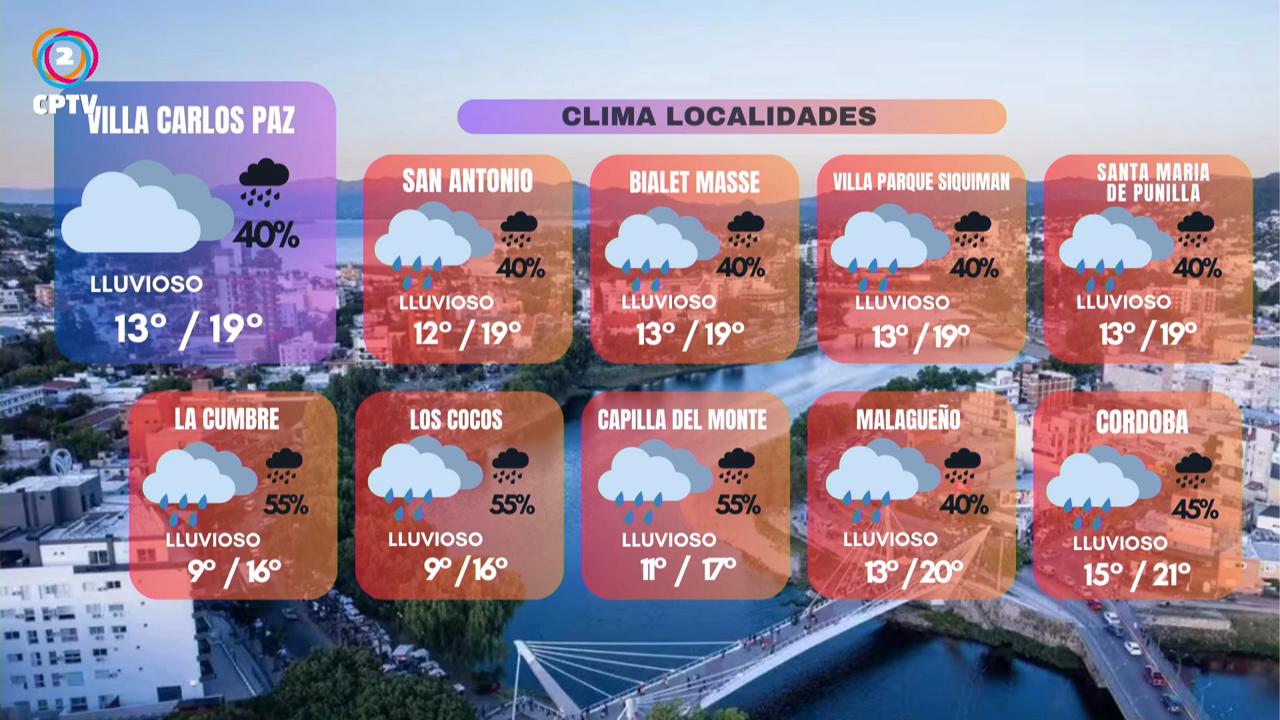 2
CPTV
VILLA CARLOS PAZ
40%
LLUVIOSO
13° / 19°
CLIMA LOCALIDADES
SAN ANTONIO
40%
LLUVIOSO
12° / 19°
BIALET MASSE
40%
LLUVIOSO
13° / 19°
VILLA PARQUE SIQUIMAN
40%
LLUVIOSO
13° / 19°
SANTA MARIA
DE PUNILLA
40%
LLUVIOSO
13° / 19°
LA CUMBRE
55%
LLUVIOSO
9° / 16°
LOS COCOS
55%
LLUVIOSO
9° / 16°
CAPILLA DEL MONTE
55%
LLUVIOSO
11° / 17°
MALAGUEÑO
40%
LLUVIOSO
13° / 20°
CORDOBA
45%
LLUVIOSO
15° / 21°